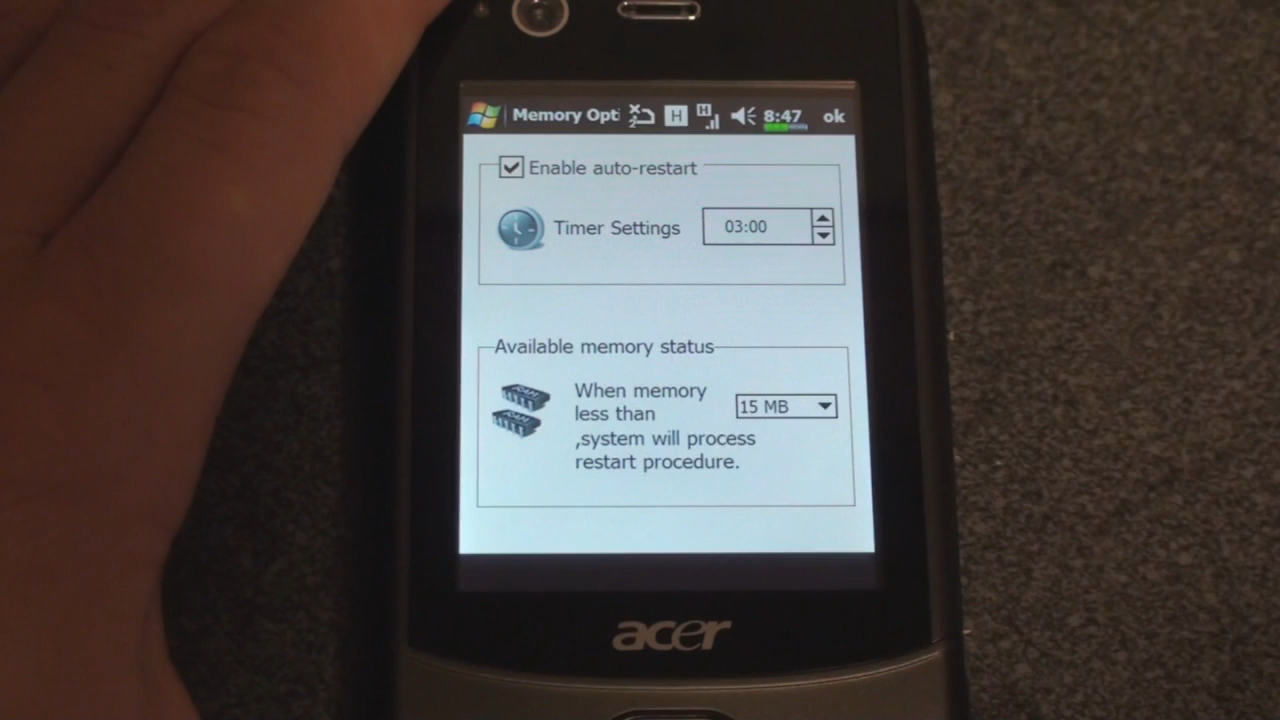 Memory Opti
H
H
8:47
ok
Enable auto-restart
Timer Settings
03:00
Available memory status
When memory
less than
15 MB
,system will process
restart procedure.
acer